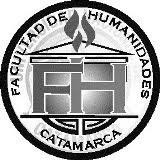 FACULTAD DE HUMANIDADES
FH
CATAMARCA